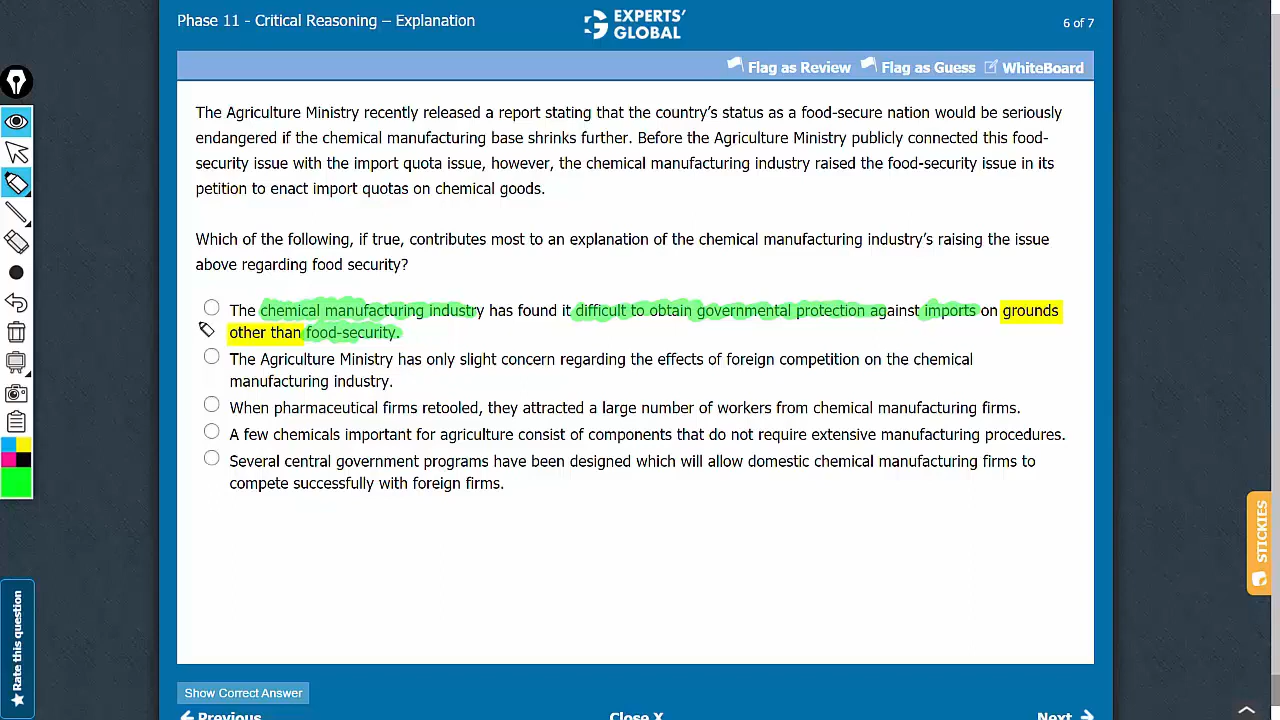 Phase 11 - Critical Reasoning – Explanation
EXPERTS'
GLOBAL
6 of 7
Flag as Review
Flag as Guess
WhiteBoard
The Agriculture Ministry recently released a report stating that the country's status as a food-secure nation would be seriously
endangered if the chemical manufacturing base shrinks further. Before the Agriculture Ministry publicly connected this food-
security issue with the import quota issue, however, the chemical manufacturing industry raised the food-security issue in its
petition to enact import quotas on chemical goods.
Which of the following, if true, contributes most to an explanation of the chemical manufacturing industry's raising the issue
above regarding food security?
The chemical manufacturing industry has found it difficult to obtain governmental protection against imports on grounds
other than food-security.
The Agriculture Ministry has only slight concern regarding the effects of foreign competition on the chemical
manufacturing industry.
When pharmaceutical firms retooled, they attracted a large number of workers from chemical manufacturing firms.
A few chemicals important for agriculture consist of components that do not require extensive manufacturing procedures.
Several central government programs have been designed which will allow domestic chemical manufacturing firms to
compete successfully with foreign firms.
STICKIES
Rate this question
Show Correct Answer
Previous
Close X
Next